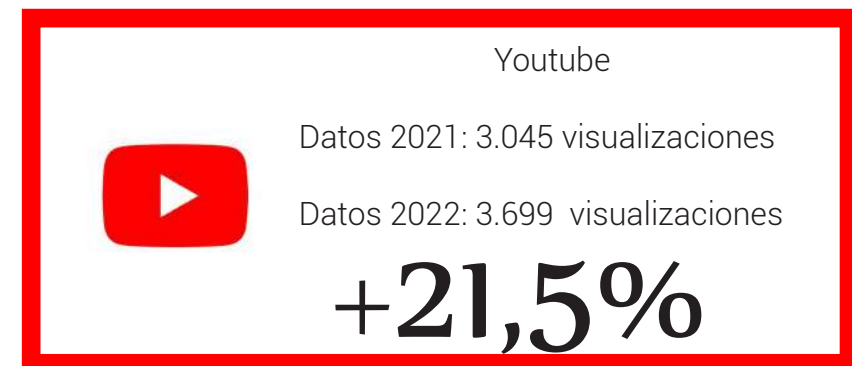 Youtube
Datos 2021: 3.045 visualizaciones
Datos 2022: 3.699 visualizaciones
+21,5%